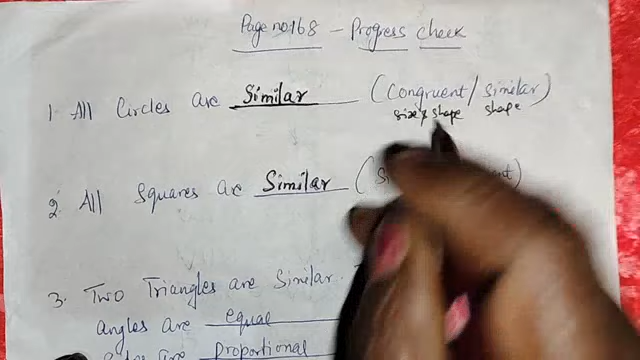 Page no 168 - Progress check
1. All Circles are Similar (Congruent/Similar)
size & shape shape
2. All Squares are Similar (
3. Two Triangles are Similar.
angles are equal
are Proportional